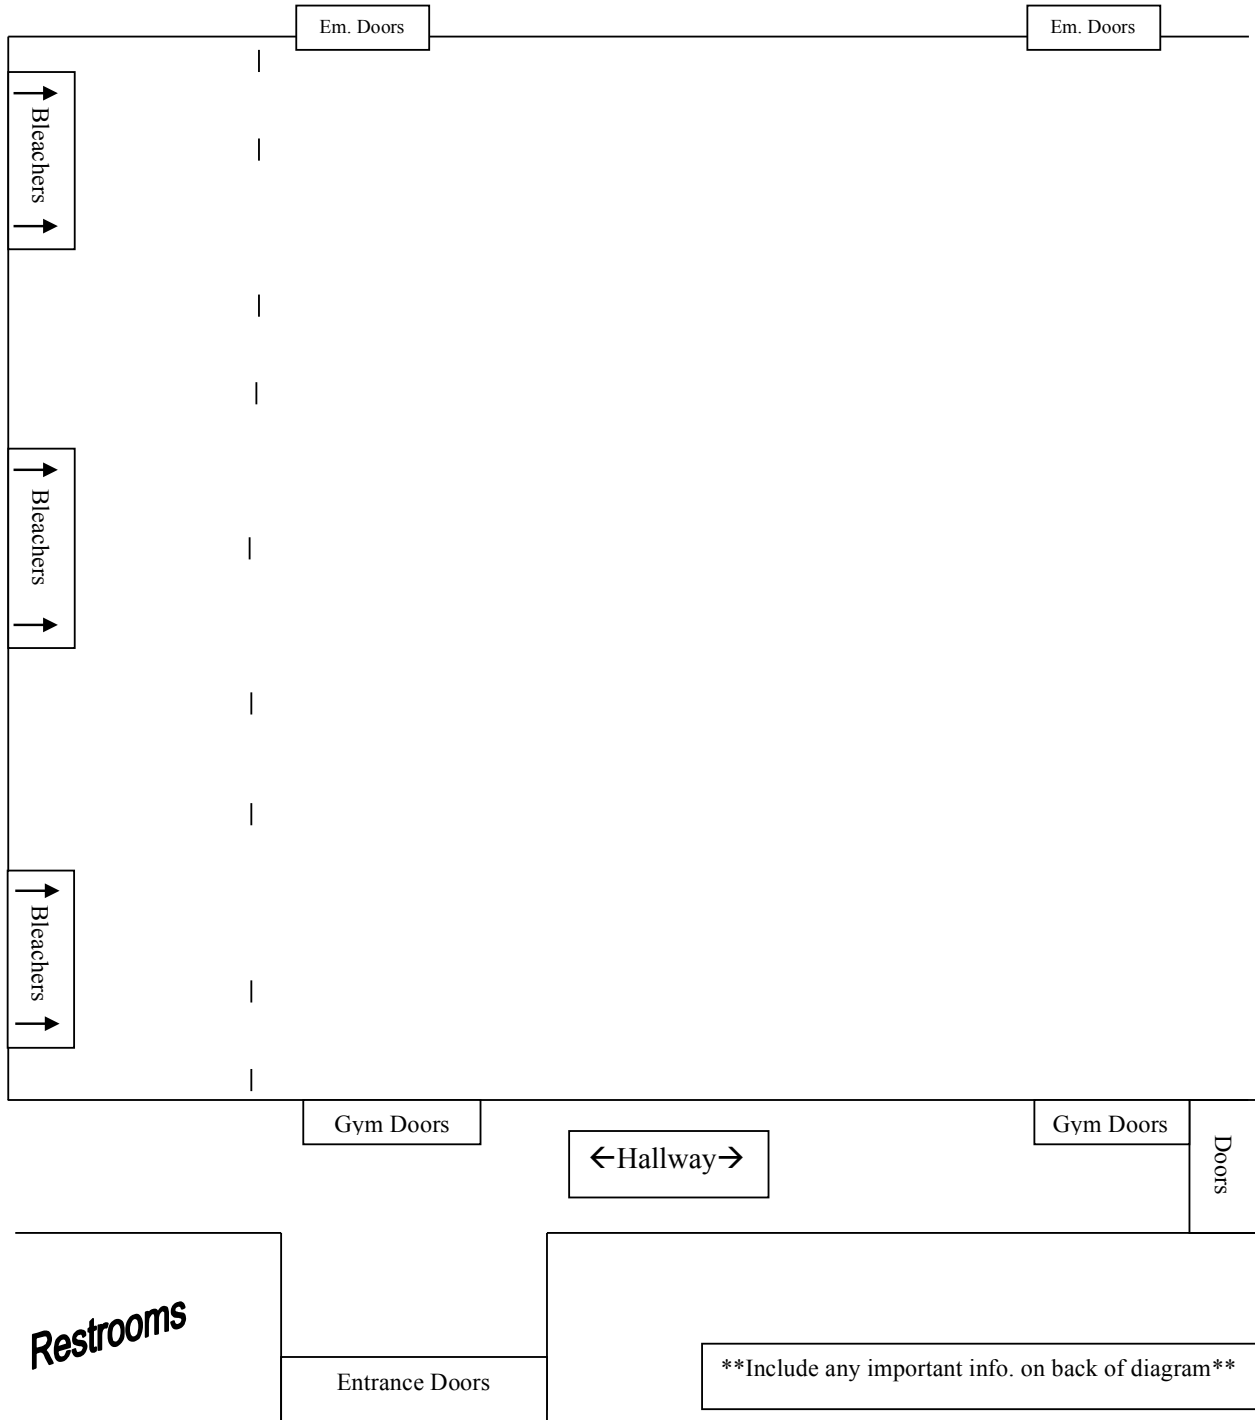 Em. Doors
Em. Doors
Bleachers
Bleachers
Bleachers
Gym Doors
←Hallway→
Gym Doors
Doors
Restrooms
Entrance Doors
**Include any important info. on back of diagram**